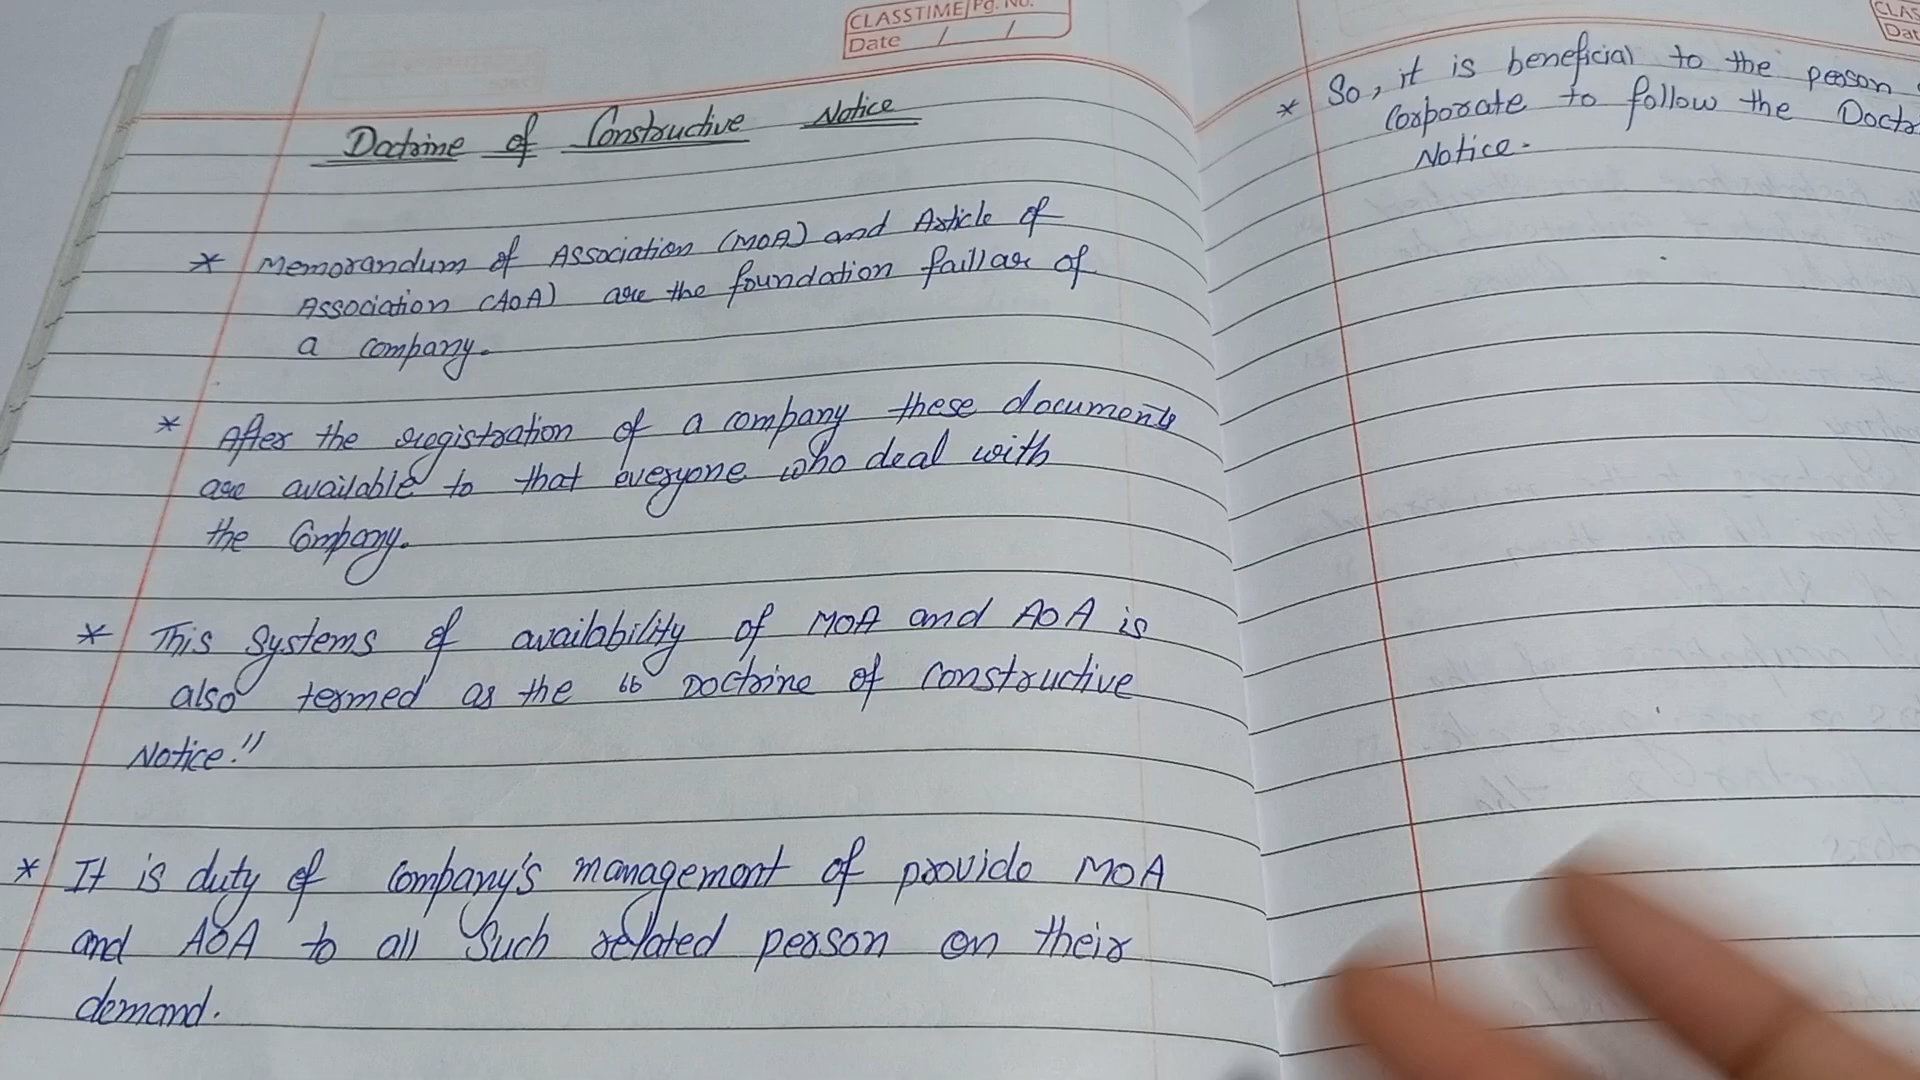 CLASSTIME Pg. No.
Date / /
Doctrine of Constructive Notice
* Memorandum of Association (MOA) and Article of
Association (AOA) are the foundation faillar of
a company.
* After the registration of a company these documents
are available to that everyone who deal with
the Company.
* This Systems of availability of MOA and AOA is
also termed as the "Doctrine of Constructive
Notice!!
* It is duty of Company's management of provide MOA
and AOA to all Such related person on their
demand.
CLAS
Dat
* So, it is beneficial to the person
Corporate to follow the Doctr
Notice.